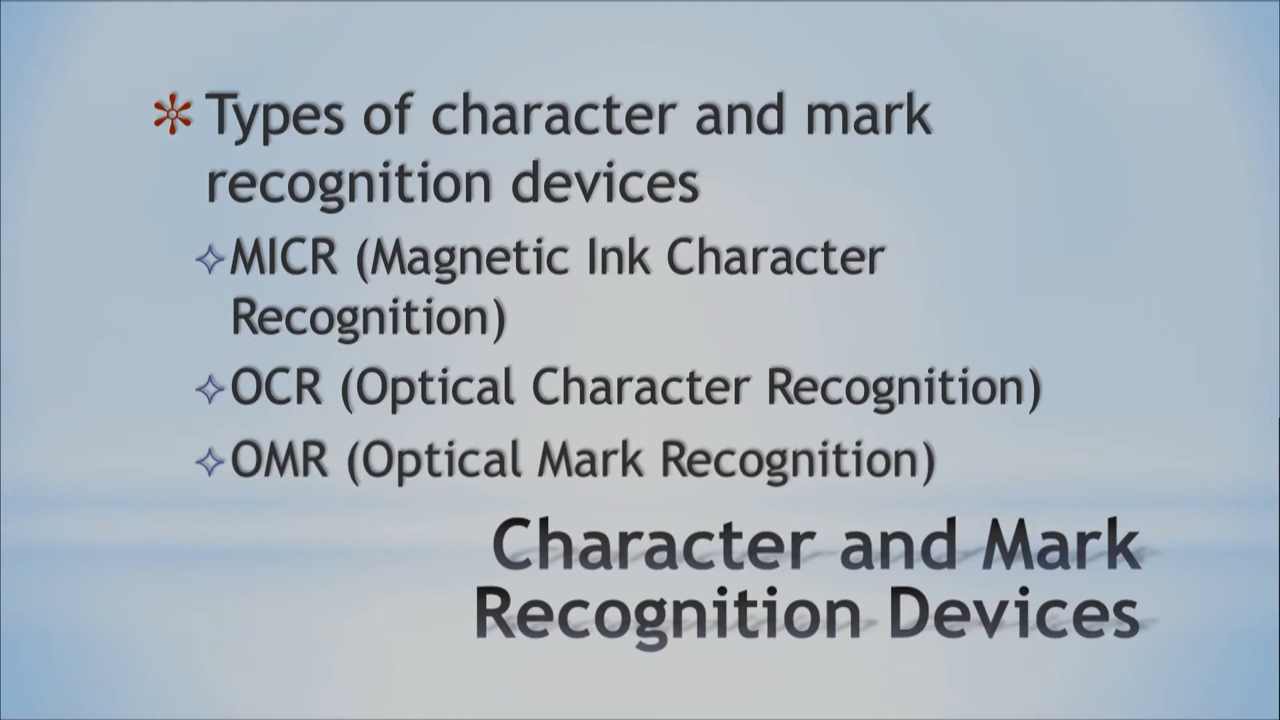 Types of character and mark
recognition devices
MICR (Magnetic Ink Character
Recognition)
OCR (Optical Character Recognition)
OMR (Optical Mark Recognition)
Character and Mark
Recognition Devices